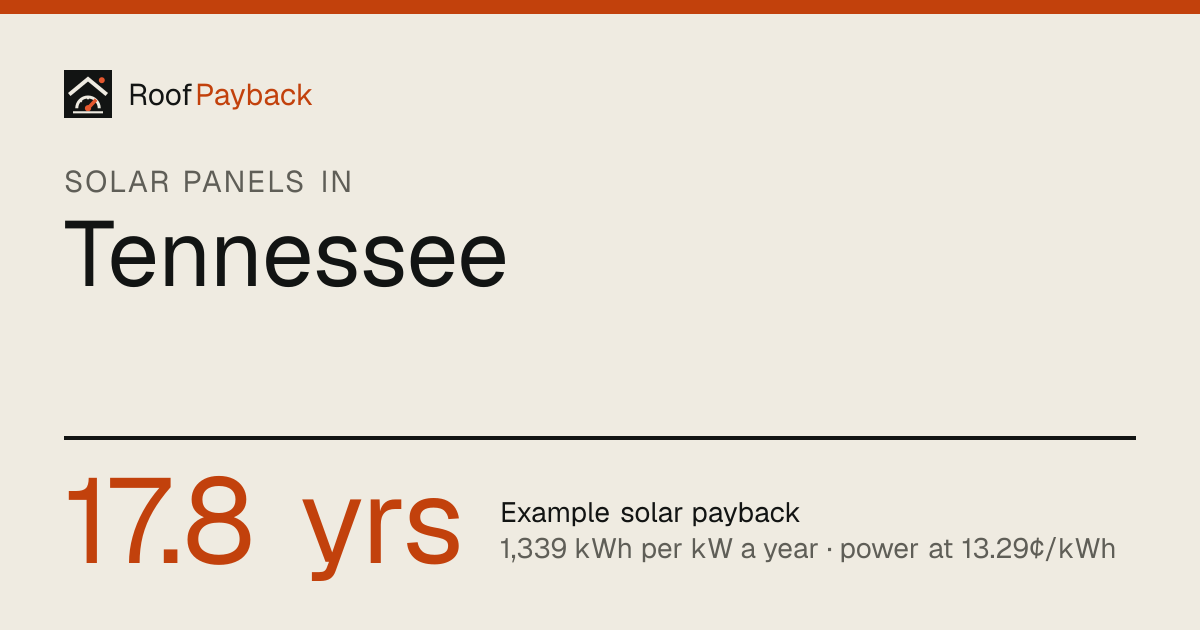 RoofPayback
SOLAR PANELS IN
Tennessee
17.8 yrs
Example solar payback
1,339 kWh per kW a year · power at 13.29¢/kWh